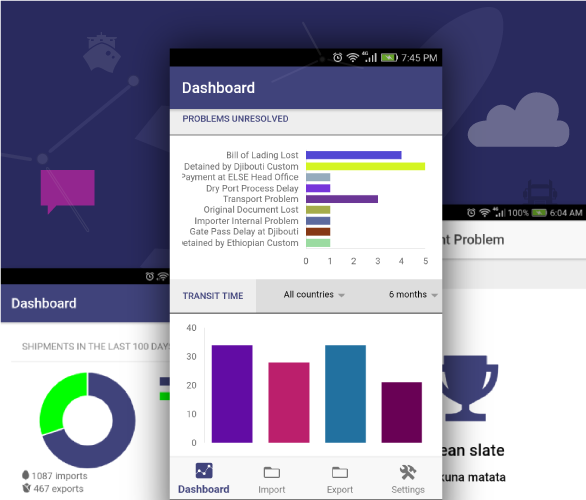 4G
7:45 PM
Dashboard
PROBLEMS UNRESOLVED
Bill of Lading Lost
Detained by Djibouti Custom
Payment at ELSE Head Office
Dry Port Process Delay
Transport Problem
Original Document Lost
Importer Internal Problem
Gate Pass Delay at Djibouti
etained by Ethiopian Custom
0 1 2 3 4 5
TRANSIT TIME All countries 6 months
40
30
20
10
0
Dashboard Import Export Settings
Dashboard
SHIPMENTS IN THE LAST 100 DAYS
1087 imports
467 exports
4G 100% 6:04 AM
nt Problem
ean slate
kuna matata